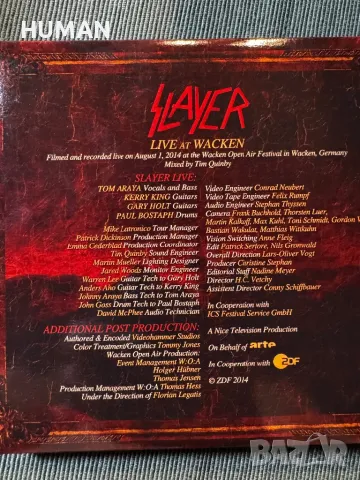 SLAYER
LIVE AT WACKEN
Filmed and recorded live on August 1, 2014 at the Wacken Open Air Festival in Wacken, Germany
Mixed by Tim Quinby
SLAYER LIVE:
TOM ARAYA Vocals and Bass
KERRY KING Guitars
GARY HOLT Guitars
PAUL BOSTAPH Drums
Mike Latronico Tour Manager
Patrick Dickinson Production Manager
Emma Gederblad Production Coordinator
Tim Quinby Sound Engineer
Martin Mueller Lighting Designer
Jared Woods Monitor Engineer
Warren Lee Guitar Tech to Gary Holt
Anders Aho Guitar Tech to Kerry King
Johnny Araya Bass Tech to Tom Araya
John Goss Drum Tech to Paul Bostaph
David McPhee Audio Technician
ADDITIONAL POST PRODUCTION:
Authored & Encoded Videohammer Studios
Color Treatment/Graphics Tommy Jones
Wacken Open Air Production:
Event Management W:O:A
Holger Hübner
Thomas Jensen
Production Management W:O:A Thomas Hess
Under the Direction of Florian Legatis
Video Engineer Conrad Neubert
Video Tape Engineer Felix Rumpf
Audio Engineer Stephan Thyssen
Camera Frank Buchhold, Thorsten Luer,
Martin Kalkoff, Max Kuhl, Toni Schmidt, Gordon
Bastian Wakulat, Matthias Witkuhn
Vision Switching Anne Fleig
Edit Patrick Sertore, Nils Gronwald
Overall Direction Lars-Oliver Vogt
Producer Christine Stephan
Editorial Staff Nadine Meyer
Director H.C. Vetchy
Assistent Director Conny Schiffbauer
In Cooperation with
ICS Festival Service GmbH
A Nice Television Production
On Behalf of arte
In Cooperation with ZDF
© ZDF 2014
BAZAR